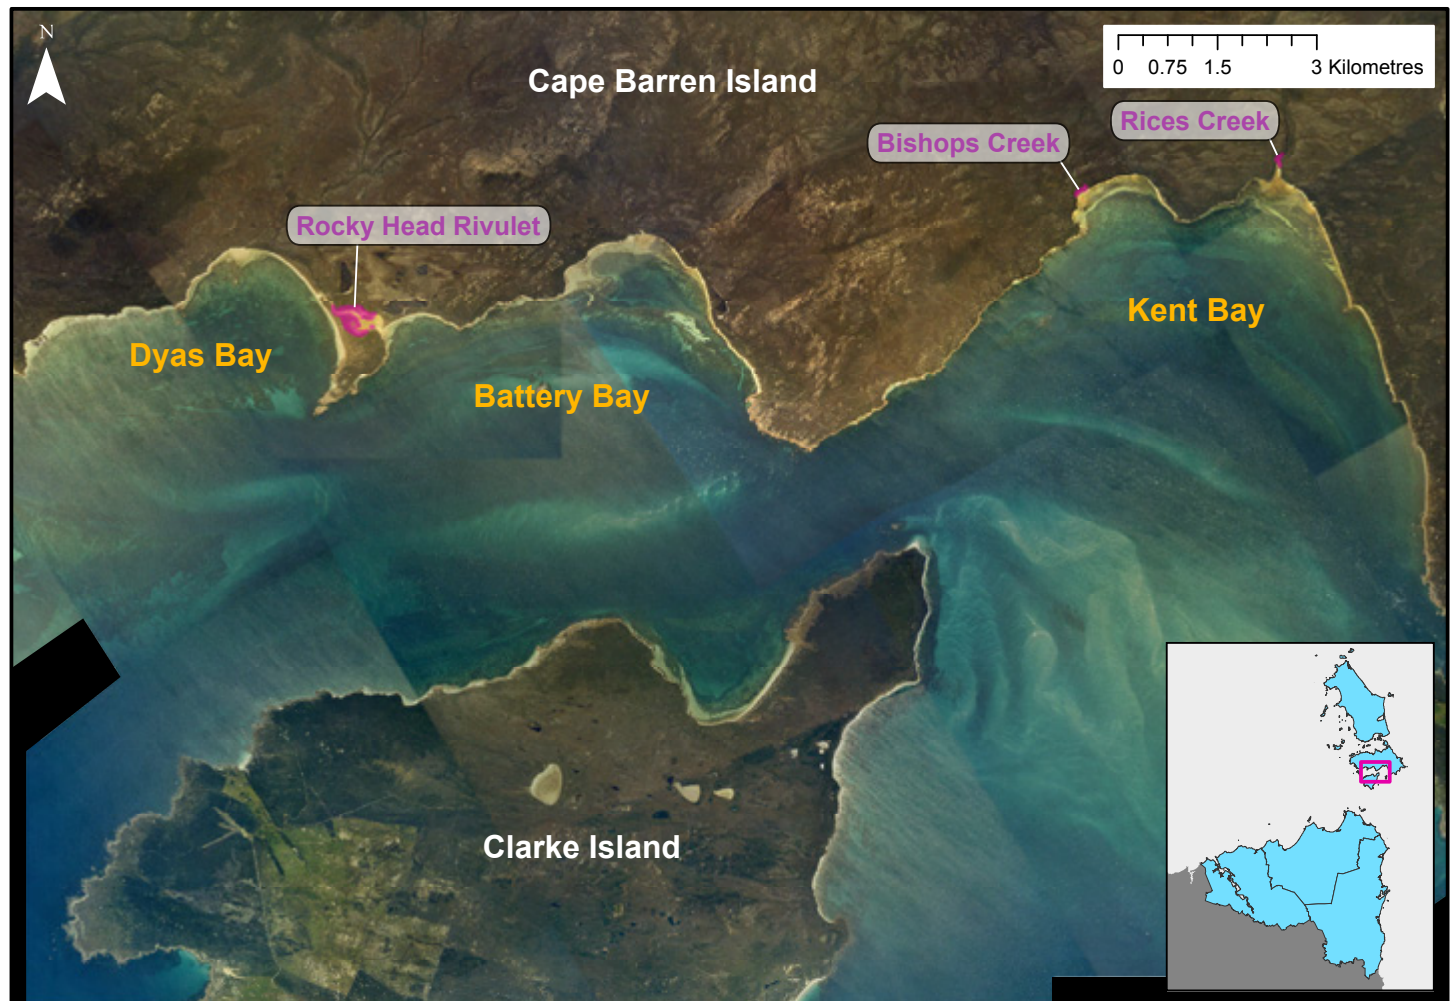 N
Cape Barren Island
0 0.75 1.5 3 Kilometres
Rices Creek
Bishops Creek
Rocky Head Rivulet
Kent Bay
Dyas Bay
Battery Bay
Clarke Island